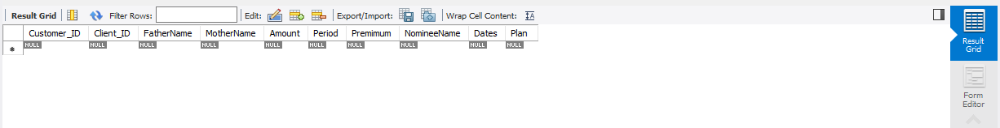 Result Grid Filter Rows: Edit: Export/Import: Wrap Cell Content: IA
Customer_ID Client_ID FatherName MotherName Amount Period Premimum NomineeName Dates Plan
NULL NULL NULL NULL NULL NULL NULL NULL NULL NULL
Result
Grid
Form
Editor